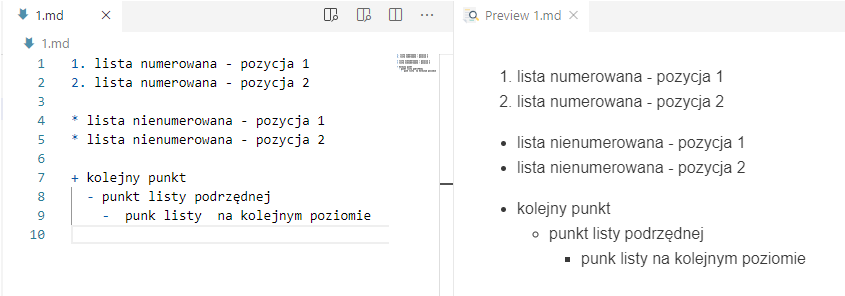 1.md
1.md
1 1. lista numerowana - pozycja 1
2 2. lista numerowana - pozycja 2
3
4 * lista nienumerowana - pozycja 1
5 * lista nienumerowana - pozycja 2
6
7 + kolejny punkt
8 - punkt listy podrzędnej
9 -  punk listy  na kolejnym poziomie
10
Preview 1.md
1. lista numerowana - pozycja 1
2. lista numerowana - pozycja 2
• lista nienumerowana - pozycja 1
• lista nienumerowana - pozycja 2
• kolejny punkt
○ punkt listy podrzędnej
▪ punk listy na kolejnym poziomie